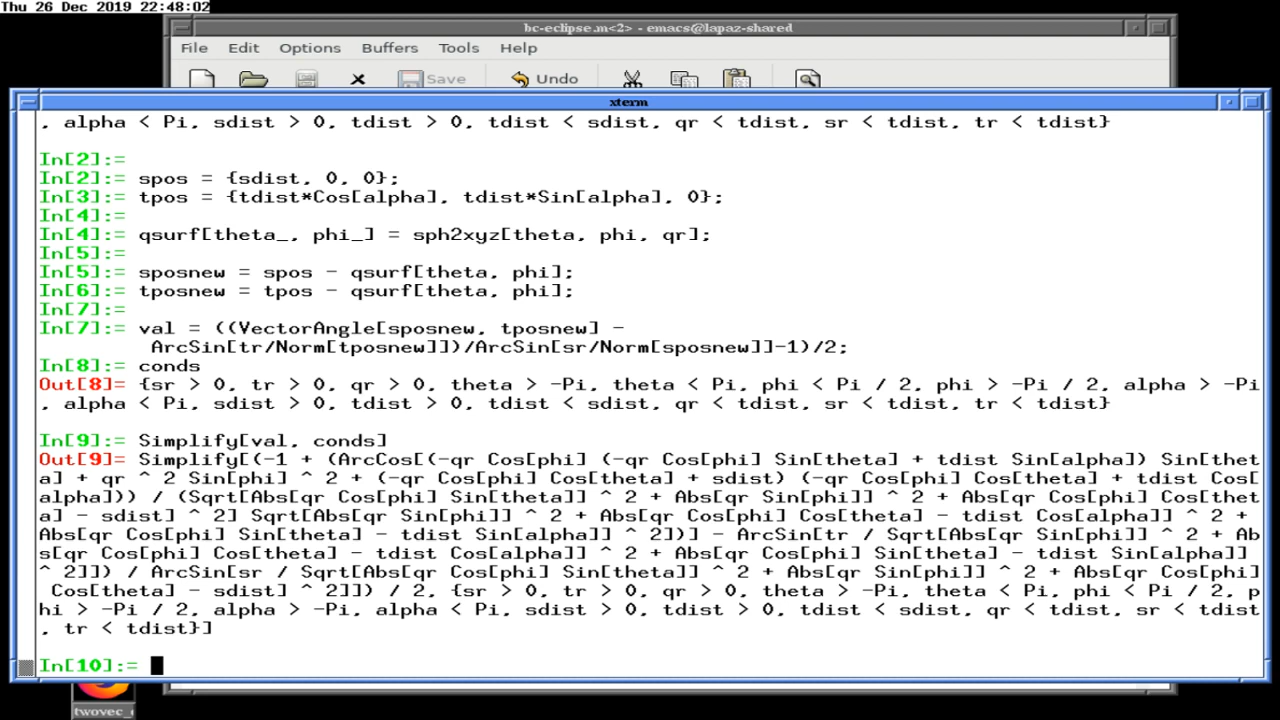 Thu 26 Dec 2019 22:48:02
bc-eclipse.m<2> - emacs@lapaz-shared
File Edit Options Buffers Tools Help
Save Undo
xterm
, alpha < Pi, sdist > 0, tdist > 0, tdist < sdist, qr < tdist, sr < tdist, tr < tdist}
In[2]:=
In[2]:= spos = {sdist, 0, 0};
In[3]:= tpos = {tdist*Cos[alpha], tdist*Sin[alpha], 0};
In[4]:=
In[4]:= qsurf[theta_, phi_] = sph2xyz[theta, phi, qr];
In[5]:=
In[5]:= sposnew = spos - qsurf[theta, phi];
In[6]:= tposnew = tpos - qsurf[theta, phi];
In[7]:=
In[7]:= val = ((VectorAngle[sposnew, tposnew] -
ArcSin[tr/Norm[tposnew]])/ArcSin[sr/Norm[sposnew]]-1)/2;
In[8]:= conds
Out[8]= {sr > 0, tr > 0, qr > 0, theta > -Pi, theta < Pi, phi < Pi / 2, phi > -Pi / 2, alpha > -Pi
, alpha < Pi, sdist > 0, tdist > 0, tdist < sdist, qr < tdist, sr < tdist, tr < tdist}
In[9]:= Simplify[val, conds]
Out[9]= Simplify[(-1 + (ArcCos[(-qr Cos[phi] (-qr Cos[phi] Sin[theta] + tdist Sin[alpha]) Sin[thet
a] + qr ^ 2 Sin[phi] ^ 2 + (-qr Cos[phi] Cos[theta] + sdist) (-qr Cos[phi] Cos[theta] + tdist Cos[
alpha])) / (Sqrt[Abs[qr Cos[phi] Sin[theta]] ^ 2 + Abs[qr Sin[phi]] ^ 2 + Abs[qr Cos[phi] Cos[thet
a] - sdist] ^ 2] Sqrt[Abs[qr Sin[phi]] ^ 2 + Abs[qr Cos[phi] Cos[theta] - tdist Cos[alpha]] ^ 2 +
Abs[qr Cos[phi] Sin[theta] - tdist Sin[alpha]] ^ 2])] - ArcSin[tr / Sqrt[Abs[qr Sin[phi]] ^ 2 + Ab
s[qr Cos[phi] Cos[theta] - tdist Cos[alpha]] ^ 2 + Abs[qr Cos[phi] Sin[theta] - tdist Sin[alpha]]
^ 2]]) / ArcSin[sr / Sqrt[Abs[qr Cos[phi] Sin[theta]] ^ 2 + Abs[qr Sin[phi]] ^ 2 + Abs[qr Cos[phi]
Cos[theta] - sdist] ^ 2]]) / 2, {sr > 0, tr > 0, qr > 0, theta > -Pi, theta < Pi, phi < Pi / 2, p
hi > -Pi / 2, alpha > -Pi, alpha < Pi, sdist > 0, tdist > 0, tdist < sdist, qr < tdist, sr < tdist
, tr < tdist}]
In[10]:=
twovec_